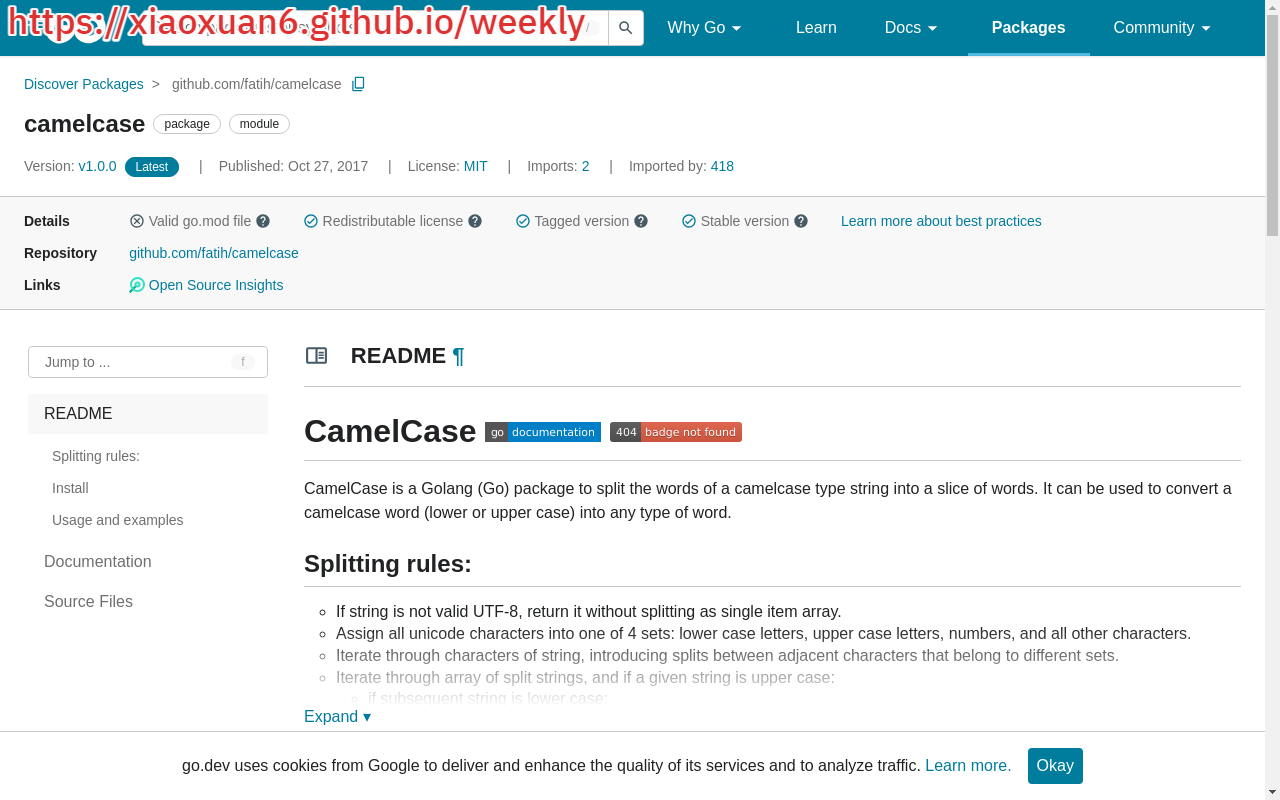 https://xiaoxuan6.github.io/weekly
Why Go
Learn
Docs
Packages
Community
Discover Packages > github.com/fatih/camelcase
camelcase package module
Version: v1.0.0 Latest | Published: Oct 27, 2017 | License: MIT | Imports: 2 | Imported by: 418
Details Valid go.mod file Redistributable license Tagged version Stable version Learn more about best practices
Repository github.com/fatih/camelcase
Links Open Source Insights
Jump to ... f
README
Splitting rules:
Install
Usage and examples
Documentation
Source Files
README ¶
CamelCase go documentation 404 badge not found
CamelCase is a Golang (Go) package to split the words of a camelcase type string into a slice of words. It can be used to convert a
camelcase word (lower or upper case) into any type of word.
Splitting rules:
If string is not valid UTF-8, return it without splitting as single item array.
Assign all unicode characters into one of 4 sets: lower case letters, upper case letters, numbers, and all other characters.
Iterate through characters of string, introducing splits between adjacent characters that belong to different sets.
Iterate through array of split strings, and if a given string is upper case:
if subsequent string is lower case:
Expand ▾
go.dev uses cookies from Google to deliver and enhance the quality of its services and to analyze traffic. Learn more. Okay